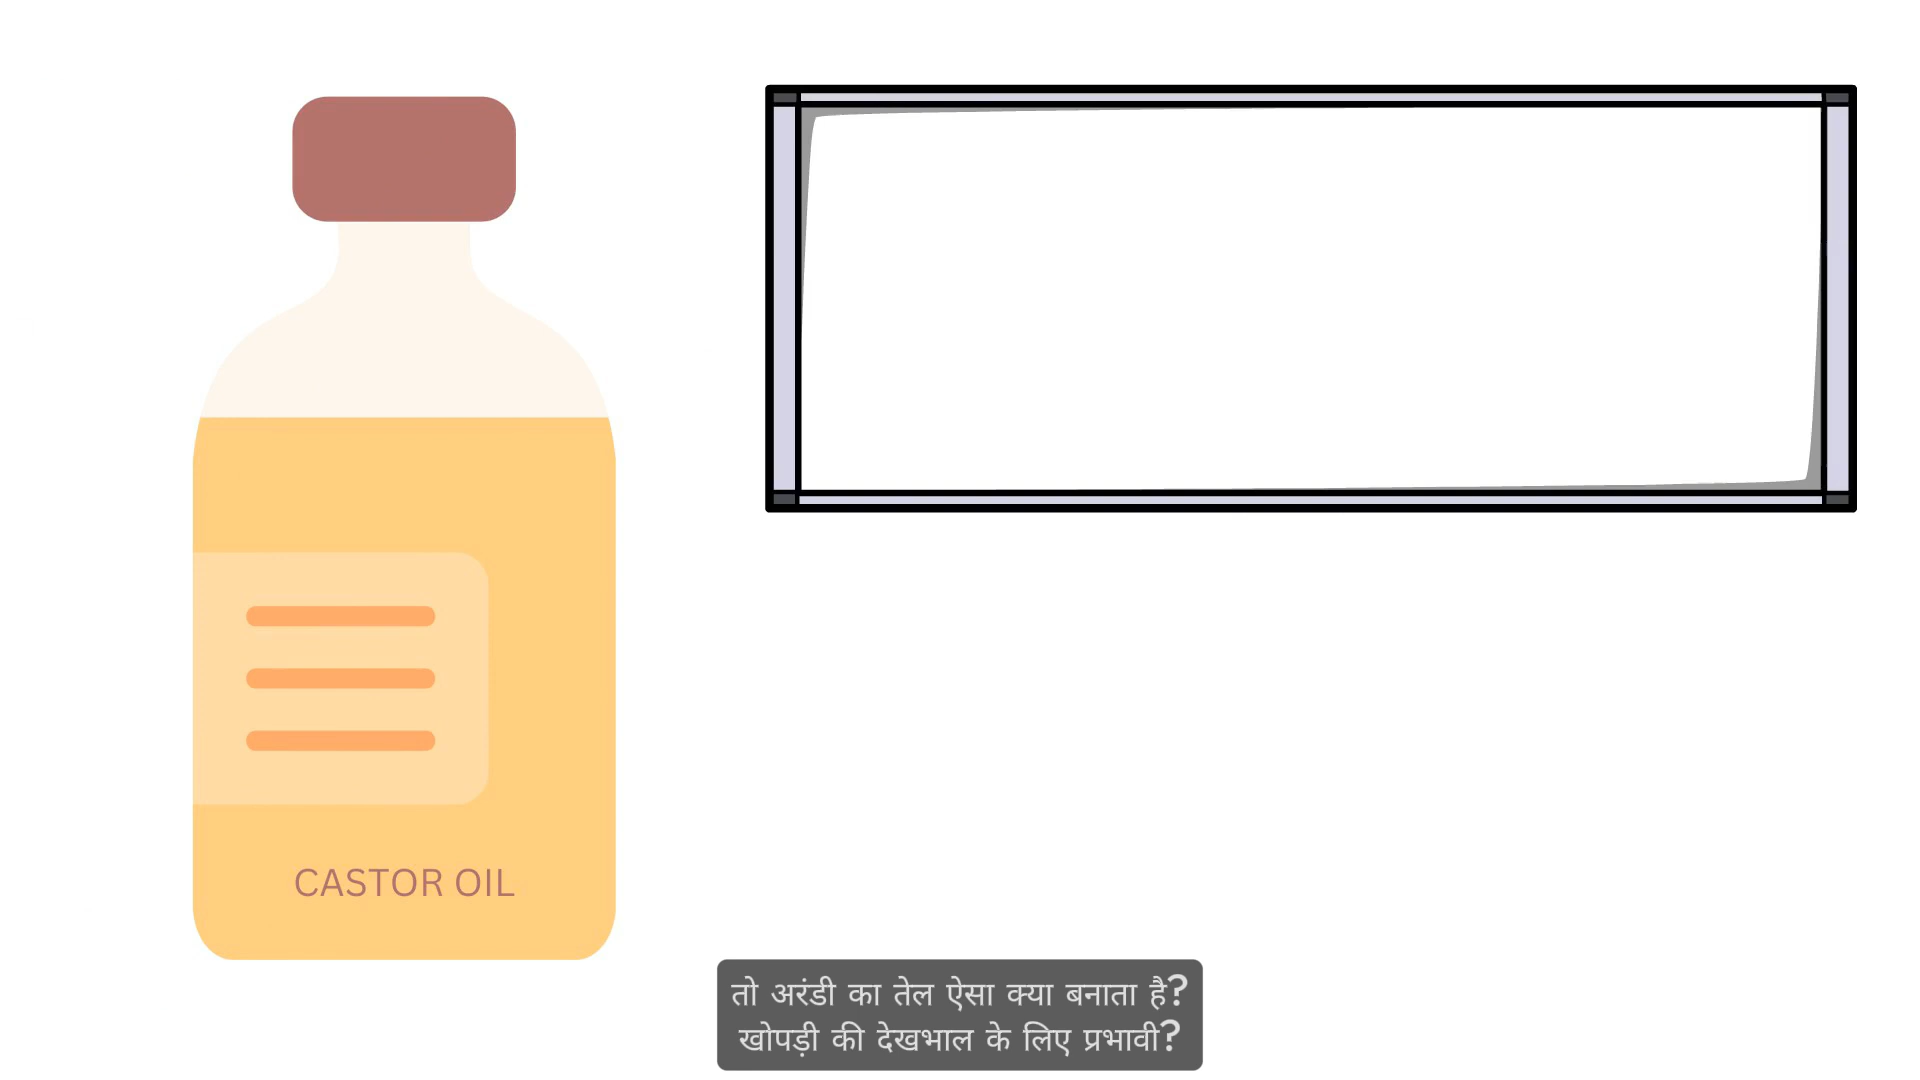 CASTOR OIL
तो अरंडी का तेल ऐसा क्या बनाता है?
खोपड़ी की देखभाल के लिए प्रभावी?